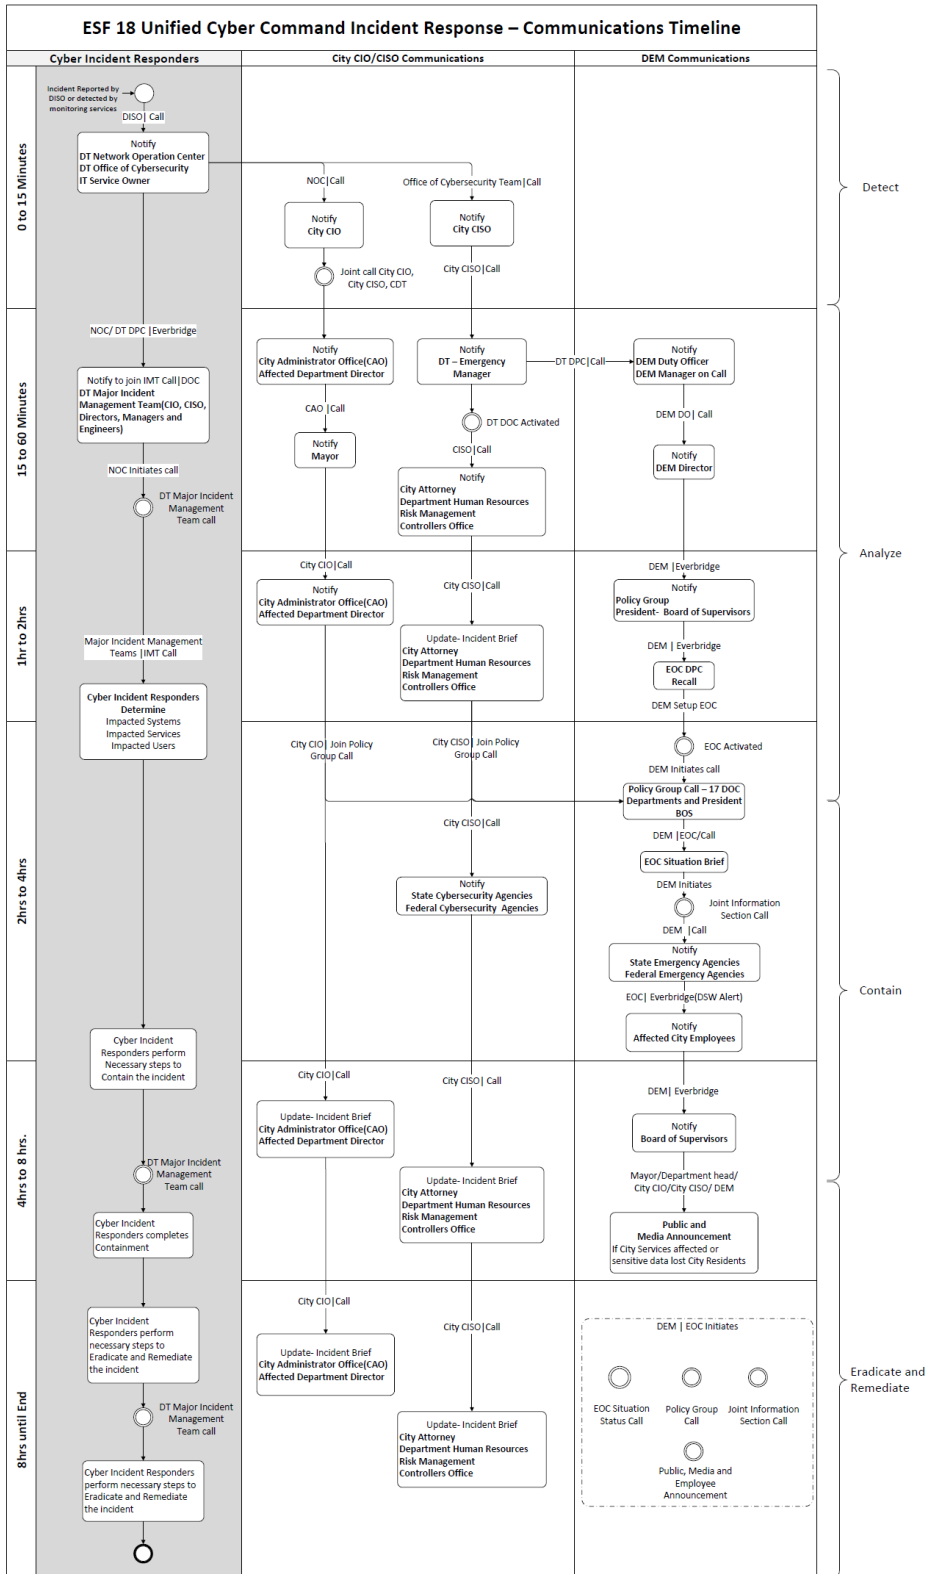 ESF 18 Unified Cyber Command Incident Response – Communications Timeline
Cyber Incident Responders
City CIO/CISO Communications
DEM Communications
0 to 15 Minutes
Incident Reported by
DISO or detected by
monitoring services
DISO| Call
Notify
DT Network Operation Center
DT Office of Cybersecurity
IT Service Owner
NOC|Call
Office of Cybersecurity Team|Call
Notify
City CIO
Notify
City CISO
Joint call City CIO,
City CISO, CDT
City CISO|Call
Detect
15 to 60 Minutes
NOC/ DT DPC |Everbridge
Notify to join IMT Call|DOC
DT Major Incident
Management Team(CIO, CISO,
Directors, Managers and
Engineers)
NOC Initiates call
DT Major Incident
Management
Team call
Notify
City Administrator Office(CAO)
Affected Department Director
CAO |Call
Notify
Mayor
Notify
DT – Emergency
Manager
DT DPC|Call
DT DOC Activated
CISO|Call
Notify
City Attorney
Department Human Resources
Risk Management
Controllers Office
Notify
DEM Duty Officer
DEM Manager on Call
DEM DO | Call
Notify
DEM Director
Analyze
1hr to 2hrs
Major Incident Management
Teams |IMT Call
Cyber Incident Responders
Determine
Impacted Systems
Impacted Services
Impacted Users
City CIO|Call
Notify
City Administrator Office(CAO)
Affected Department Director
City CISO|Call
Update- Incident Brief
City Attorney
Department Human Resources
Risk Management
Controllers Office
DEM |Everbridge
Notify
Policy Group
President- Board of Supervisors
DEM | Everbridge
EOC DPC
Recall
DEM Setup EOC
2hrs to 4hrs
City CIO| Join Policy
Group Call
City CISO| Join Policy
Group Call
EOC Activated
DEM Initiates call
Policy Group Call – 17 DOC
Departments and President
BOS
City CISO|Call
DEM |EOC/Call
EOC Situation Brief
DEM Initiates
Notify
State Cybersecurity Agencies
Federal Cybersecurity Agencies
Joint Information
Section Call
DEM |Call
Notify
State Emergency Agencies
Federal Emergency Agencies
EOC| Everbridge(DSW Alert)
Notify
Affected City Employees
Cyber Incident
Responders perform
Necessary steps to
Contain the incident
Contain
4hrs to 8 hrs.
DT Major Incident
Management
Team call
Cyber Incident
Responders completes
Containment
City CIO|Call
Update- Incident Brief
City Administrator Office(CAO)
Affected Department Director
City CISO| Call
Update- Incident Brief
City Attorney
Department Human Resources
Risk Management
Controllers Office
DEM| Everbridge
Notify
Board of Supervisors
Mayor/Department head/
City CIO/City CISO/ DEM
Public and
Media Announcement
If City Services affected or
sensitive data lost City Residents
8hrs until End
Cyber Incident
Responders perform
necessary steps to
Eradicate and Remediate
the incident
DT Major Incident
Management
Team call
Cyber Incident Responders
perform necessary steps to
Eradicate and Remediate
the incident
City CIO|Call
Update- Incident Brief
City Administrator Office(CAO)
Affected Department Director
City CISO|Call
Update- Incident Brief
City Attorney
Department Human Resources
Risk Management
Controllers Office
DEM | EOC Initiates
EOC Situation
Status Call
Policy Group
Call
Joint Information
Section Call
Public, Media and
Employee
Announcement
Eradicate and
Remediate